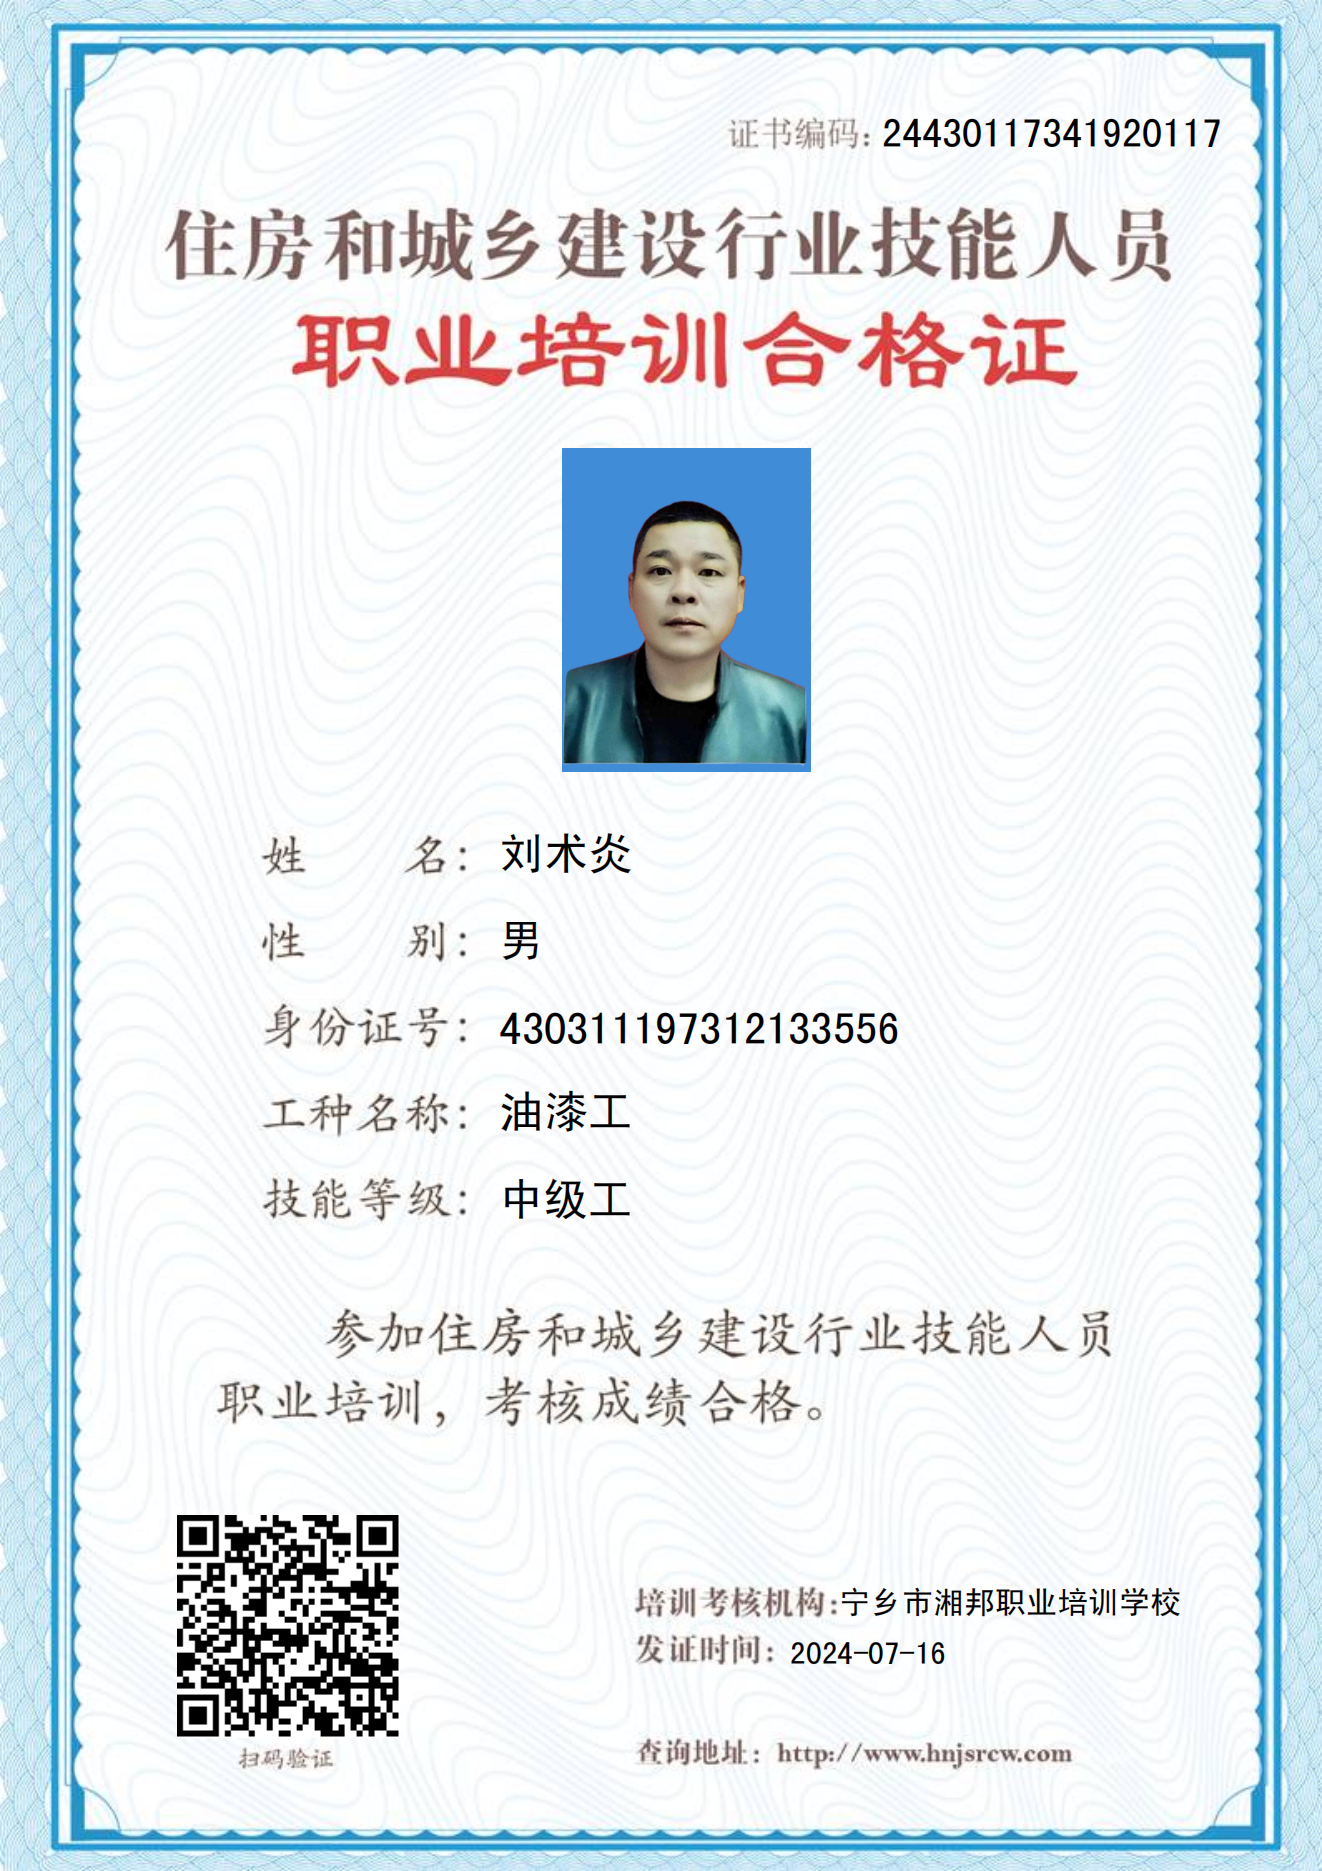 证书编码: 24430117341920117
住房和城乡建设行业技能人员
职业培训合格证
姓 名: 刘术炎
性 别: 男
身份证号: 430311197312133556
工种名称: 油漆工
技能等级: 中级工
参加住房和城乡建设行业技能人员
职业培训，考核成绩合格。
培训考核机构:宁乡市湘邦职业培训学校
发证时间: 2024-07-16
扫码验证
查询地址: http://www.hnjsrcw.com